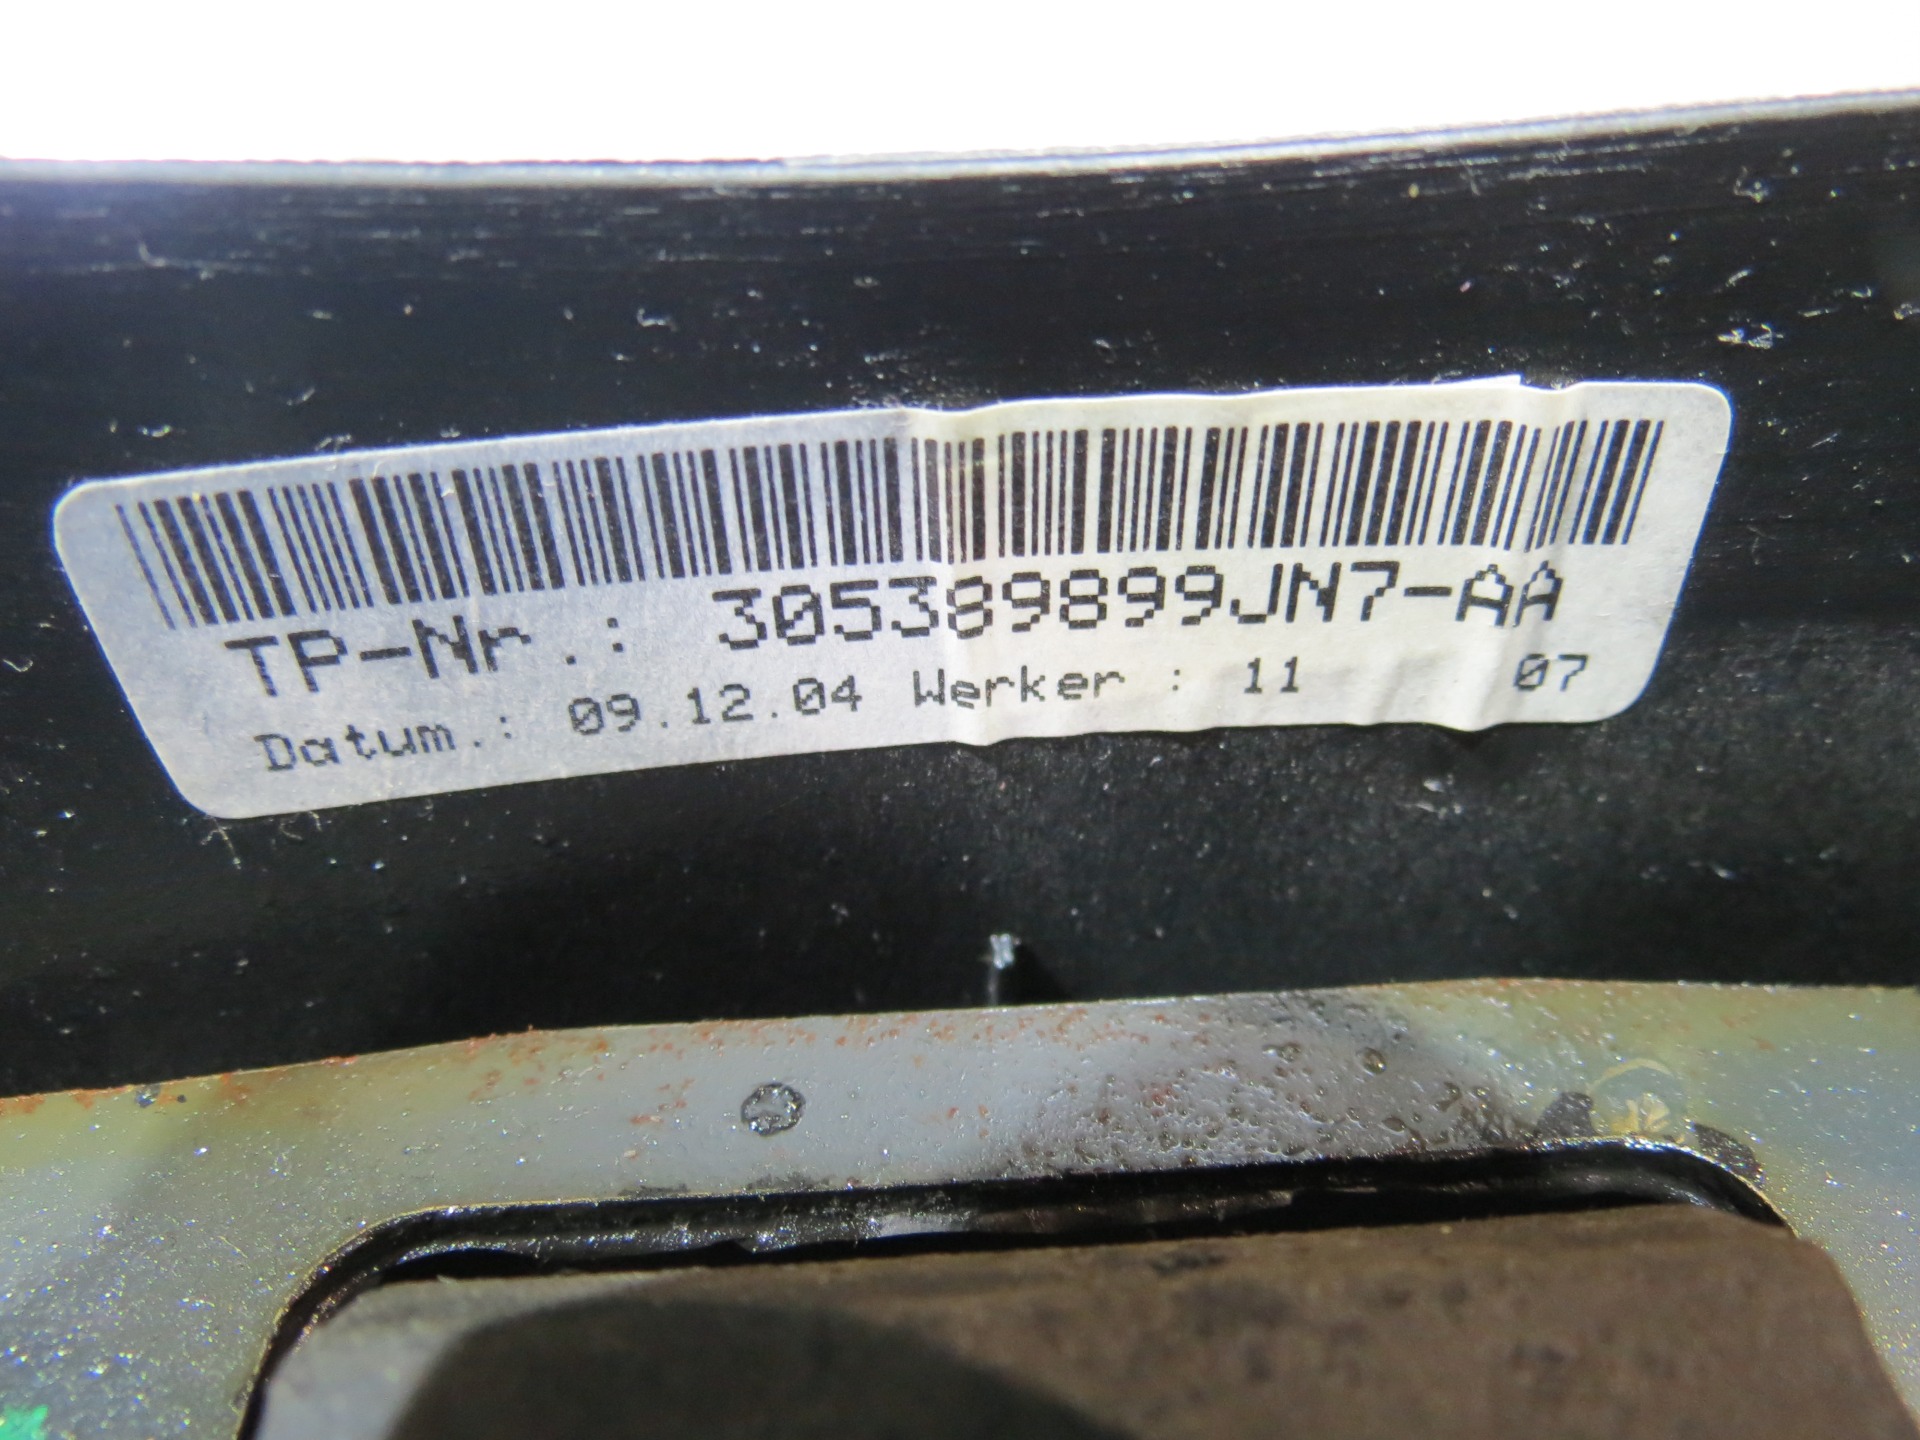 TP-Nr.: 305389899JN7-AA
Datum.: 09.12.04 Werker : 11 07